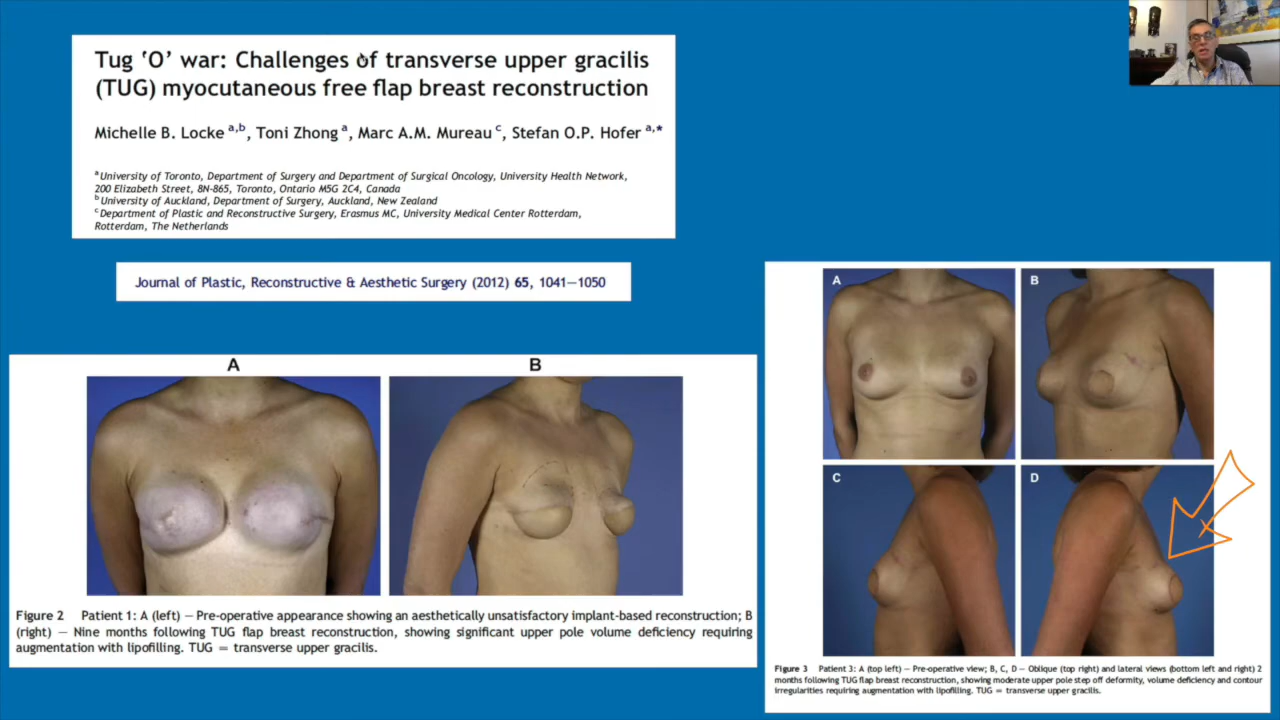 Tug ‘O’ war: Challenges of transverse upper gracilis
(TUG) myocutaneous free flap breast reconstruction
Michelle B. Locke a,b, Toni Zhong a, Marc A.M. Mureau c, Stefan O.P. Hofer a,*
a University of Toronto, Department of Surgery and Department of Surgical Oncology, University Health Network,
200 Elizabeth Street, 8N-865, Toronto, Ontario M5G 2C4, Canada
b University of Auckland, Department of Surgery, Auckland, New Zealand
c Department of Plastic and Reconstructive Surgery, Erasmus MC, University Medical Center Rotterdam,
Rotterdam, The Netherlands
Journal of Plastic, Reconstructive & Aesthetic Surgery (2012) 65, 1041–1050
A
B
Figure 2 Patient 1: A (left) — Pre-operative appearance showing an aesthetically unsatisfactory implant-based reconstruction; B
(right) — Nine months following TUG flap breast reconstruction, showing significant upper pole volume deficiency requiring
augmentation with lipofilling. TUG = transverse upper gracilis.
A
B
C
D
Figure 3 Patient 3: A (top left) — Pre-operative view; B, C, D — Oblique (top right) and lateral views (bottom left and right) 2
months following TUG flap breast reconstruction, showing moderate upper pole step off deformity, volume deficiency and contour
irregularities requiring augmentation with lipofilling. TUG = transverse upper gracilis.